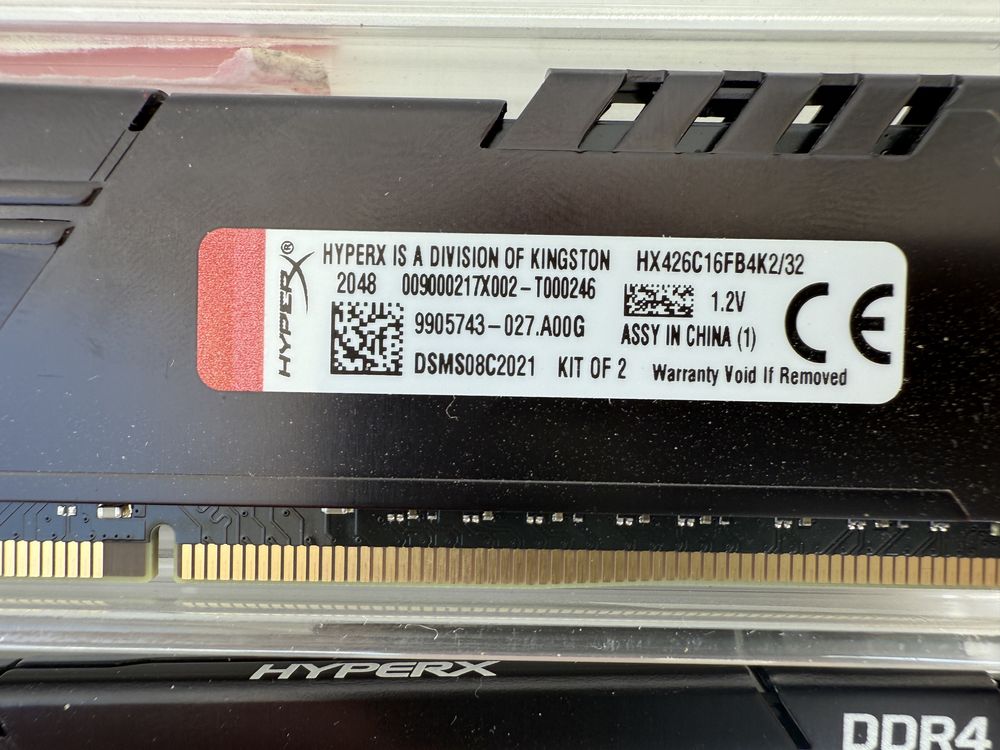 HYPERX®
HYPERX IS A DIVISION OF KINGSTON
2048 009000217X002-T000246
9905743-027.A00G
DSMS08C2021 KIT OF 2
HX426C16FB4K2/32
1.2V
ASSY IN CHINA (1)
Warranty Void If Removed
CE
HYPERX
DDR4